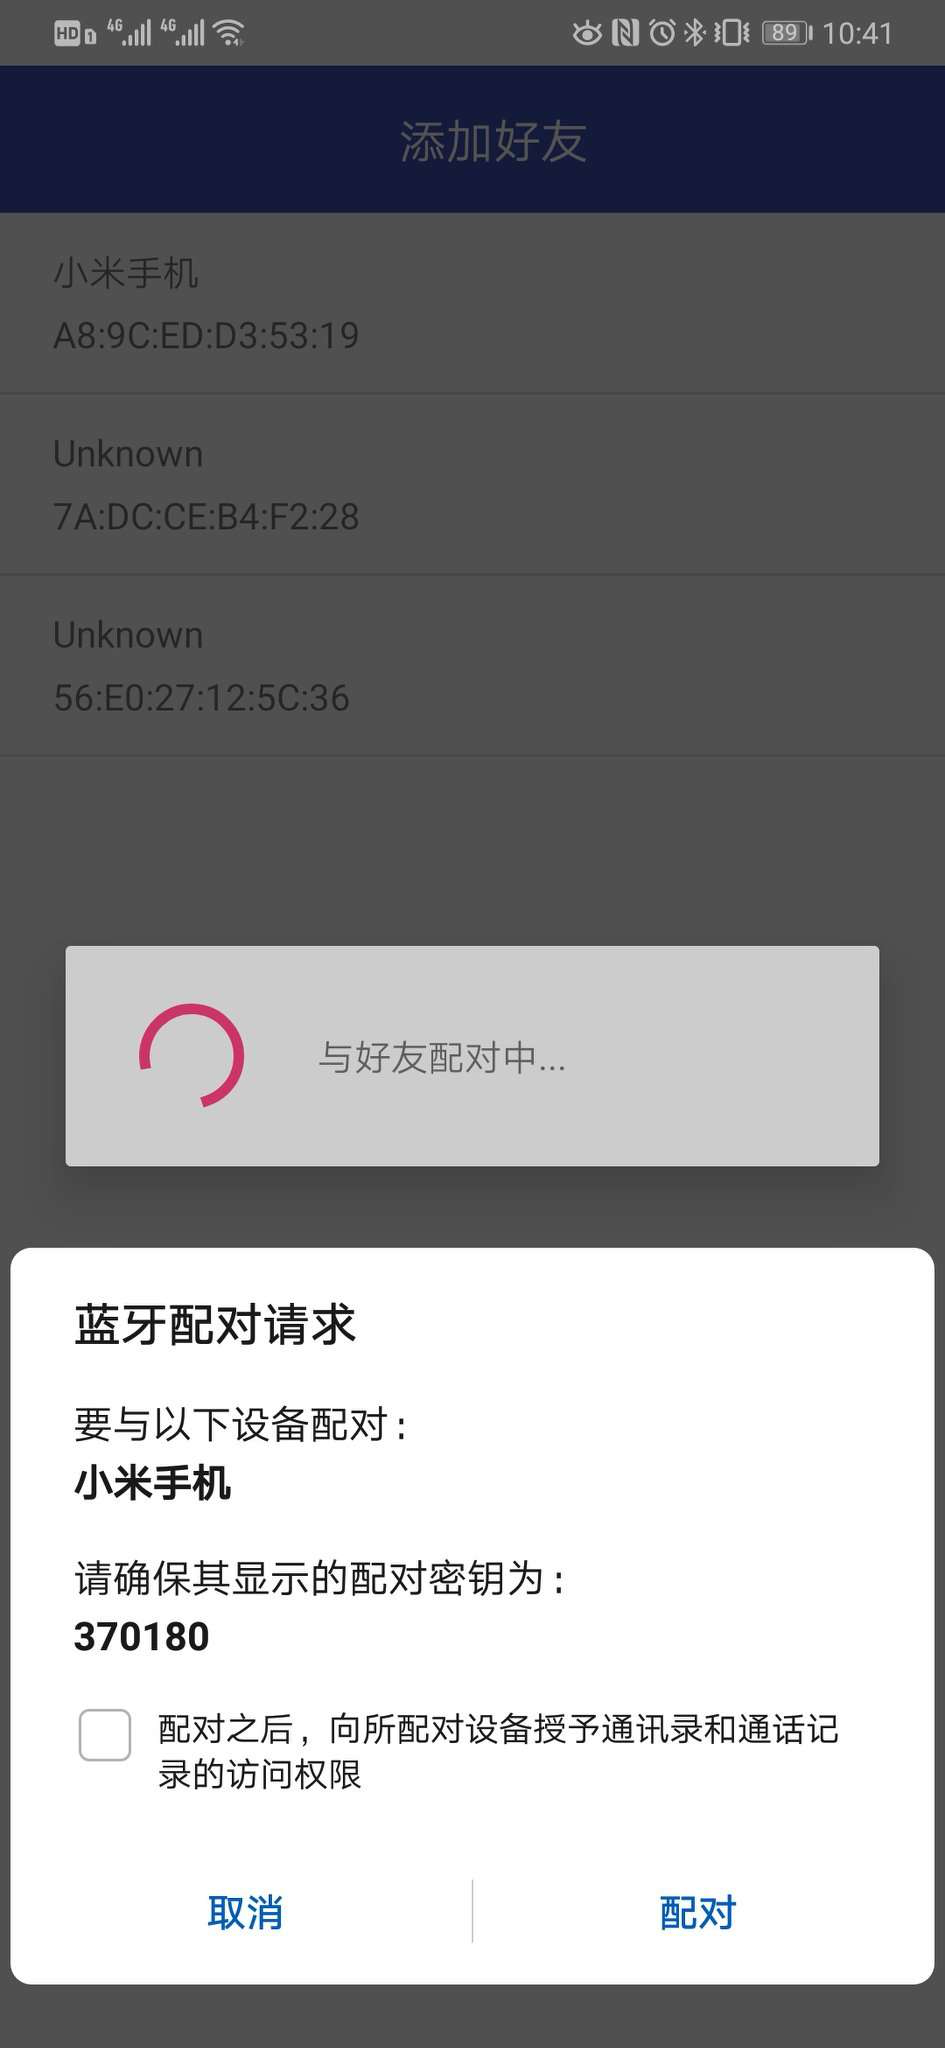 HD 1 4G 4G 89 10:41
添加好友
小米手机
A8:9C:ED:D3:53:19
Unknown
7A:DC:CE:B4:F2:28
Unknown
56:E0:27:12:5C:36
与好友配对中...
蓝牙配对请求
要与以下设备配对：
小米手机
请确保其显示的配对密钥为：
370180
配对之后，向所配对设备授予通讯录和通话记
录的访问权限
取消
配对